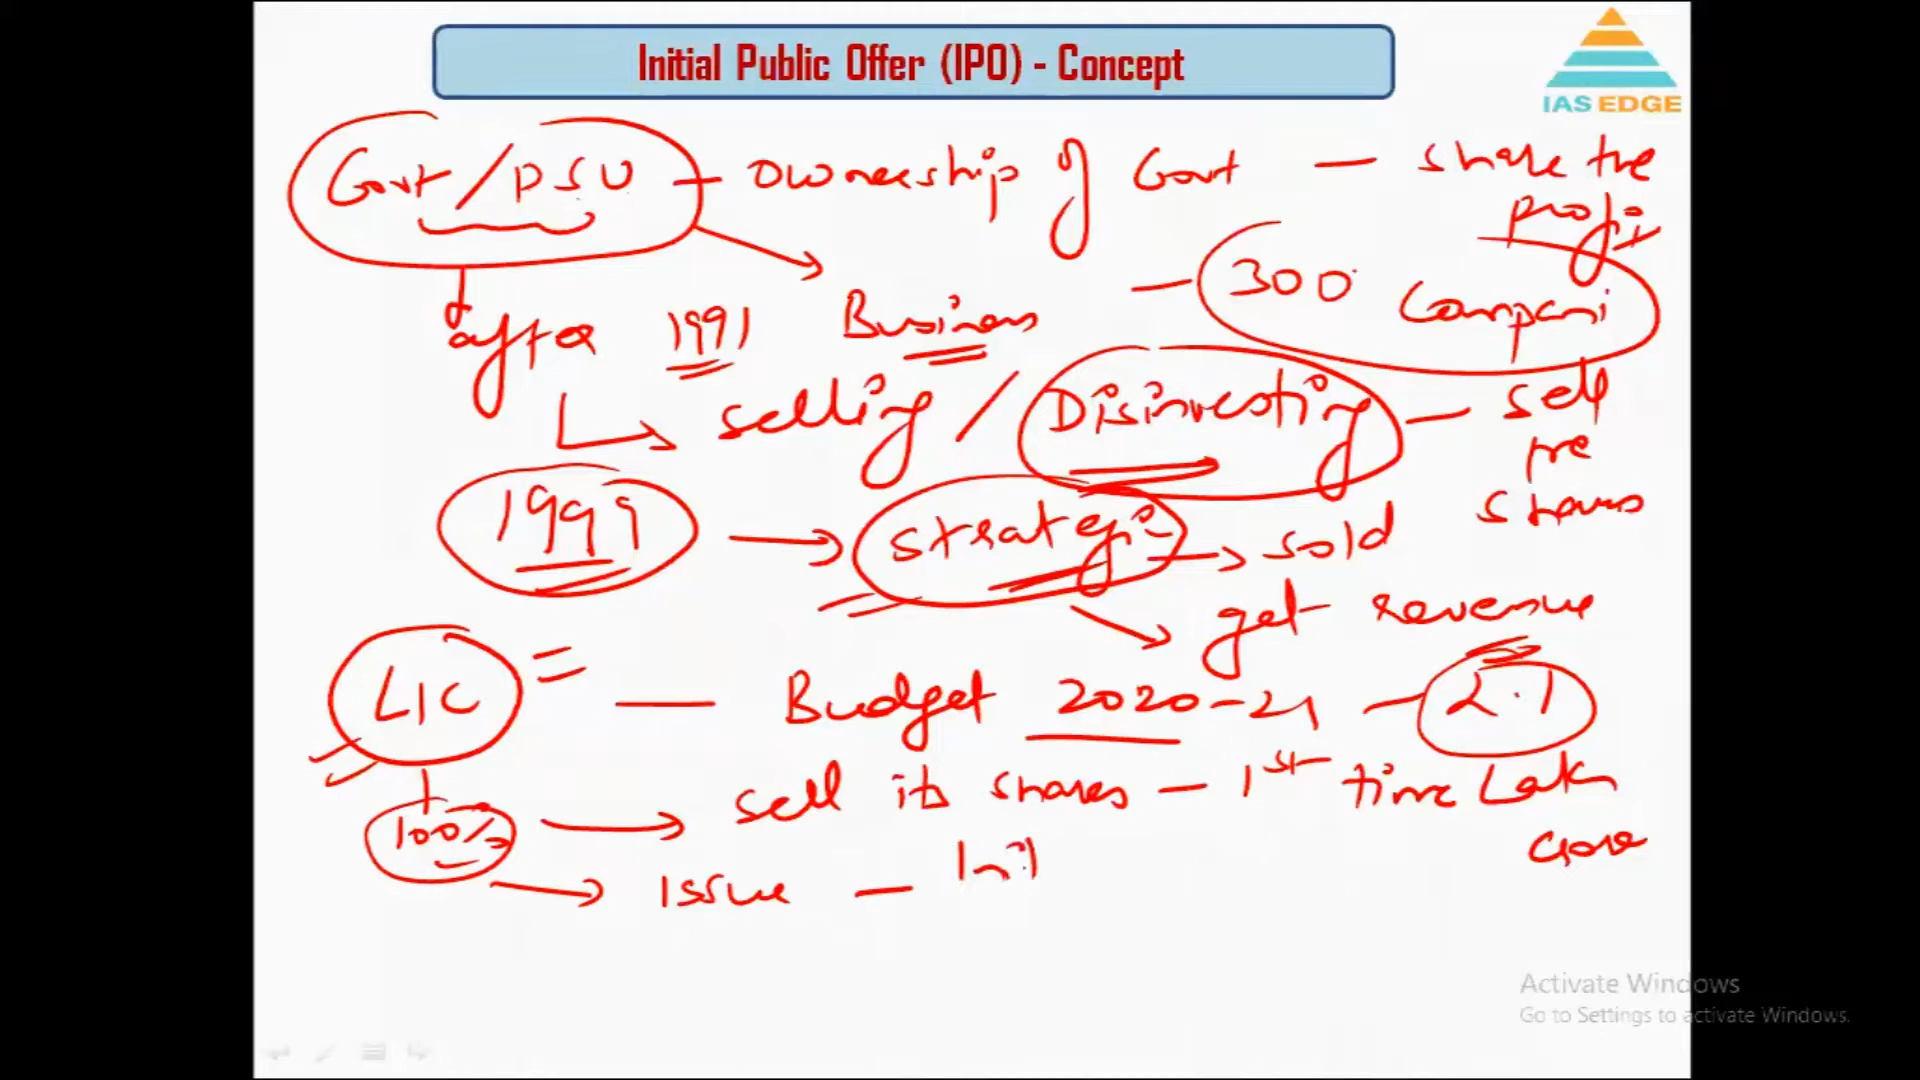 Initial Public Offer (IPO) - Concept
IAS EDGE
Govt / PSU - ownership of Govt - share the
profit
300
Compani
after 1991 Business
selling / Disinvesting - sell
the
shares
1999 → Strategic → sold
get revenue
LIC = - Budget 2020-21 - 2.1
100% → sell its shares - 1st time Lakh
crore
→ Issue - Init
Activate Windows
Go to Settings to activate Windows.